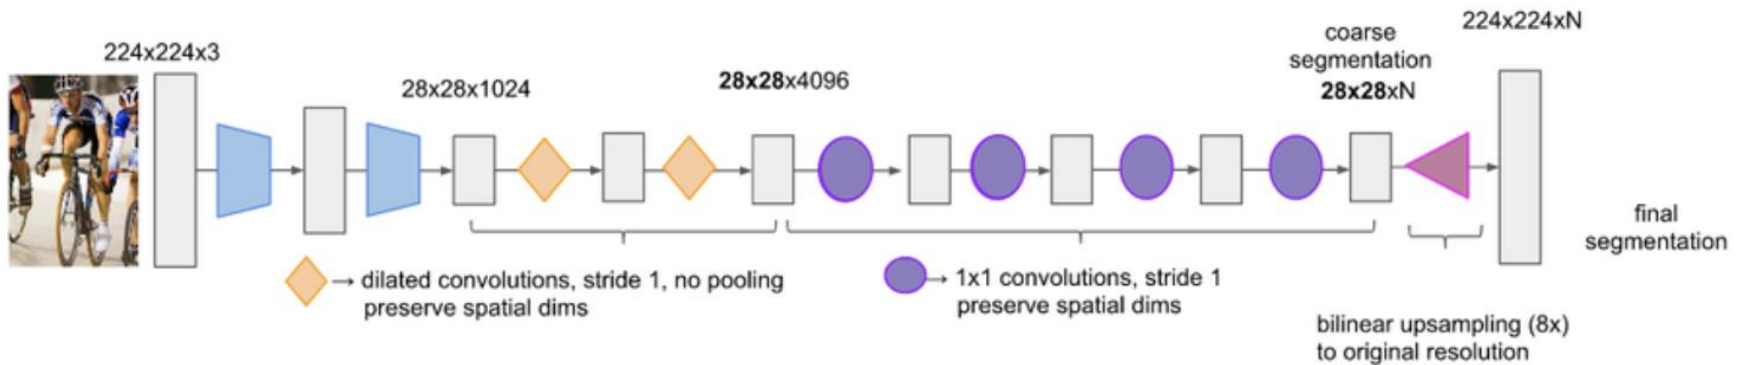 224x224x3
28x28x1024
28x28x4096
coarse
segmentation
28x28xN
224x224xN
→ dilated convolutions, stride 1, no pooling
preserve spatial dims
→ 1x1 convolutions, stride 1
preserve spatial dims
bilinear upsampling (8x)
to original resolution
final
segmentation